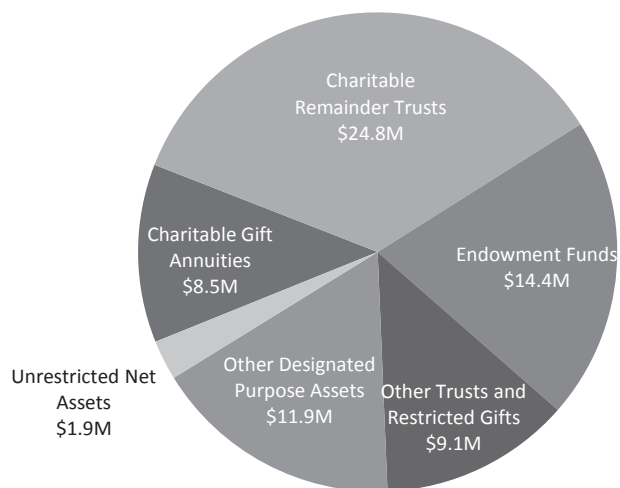 Charitable
Remainder Trusts
$24.8M
Endowment Funds
$14.4M
Other Trusts and
Restricted Gifts
$9.1M
Other Designated
Purpose Assets
$11.9M
Unrestricted Net
Assets
$1.9M
Charitable Gift
Annuities
$8.5M